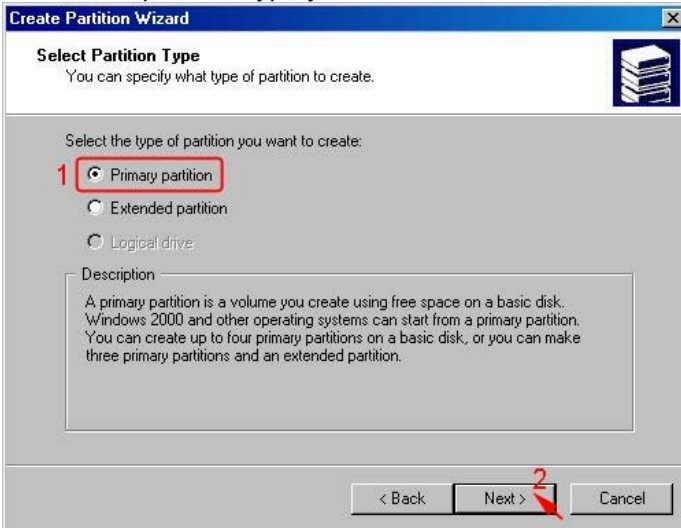 Create Partition Wizard
Select Partition Type
You can specify what type of partition to create.
Select the type of partition you want to create:
1 Primary partition
Extended partition
Logical drive
Description
A primary partition is a volume you create using free space on a basic disk.
Windows 2000 and other operating systems can start from a primary partition.
You can create up to four primary partitions on a basic disk, or you can make
three primary partitions and an extended partition.
2
< Back Next > Cancel